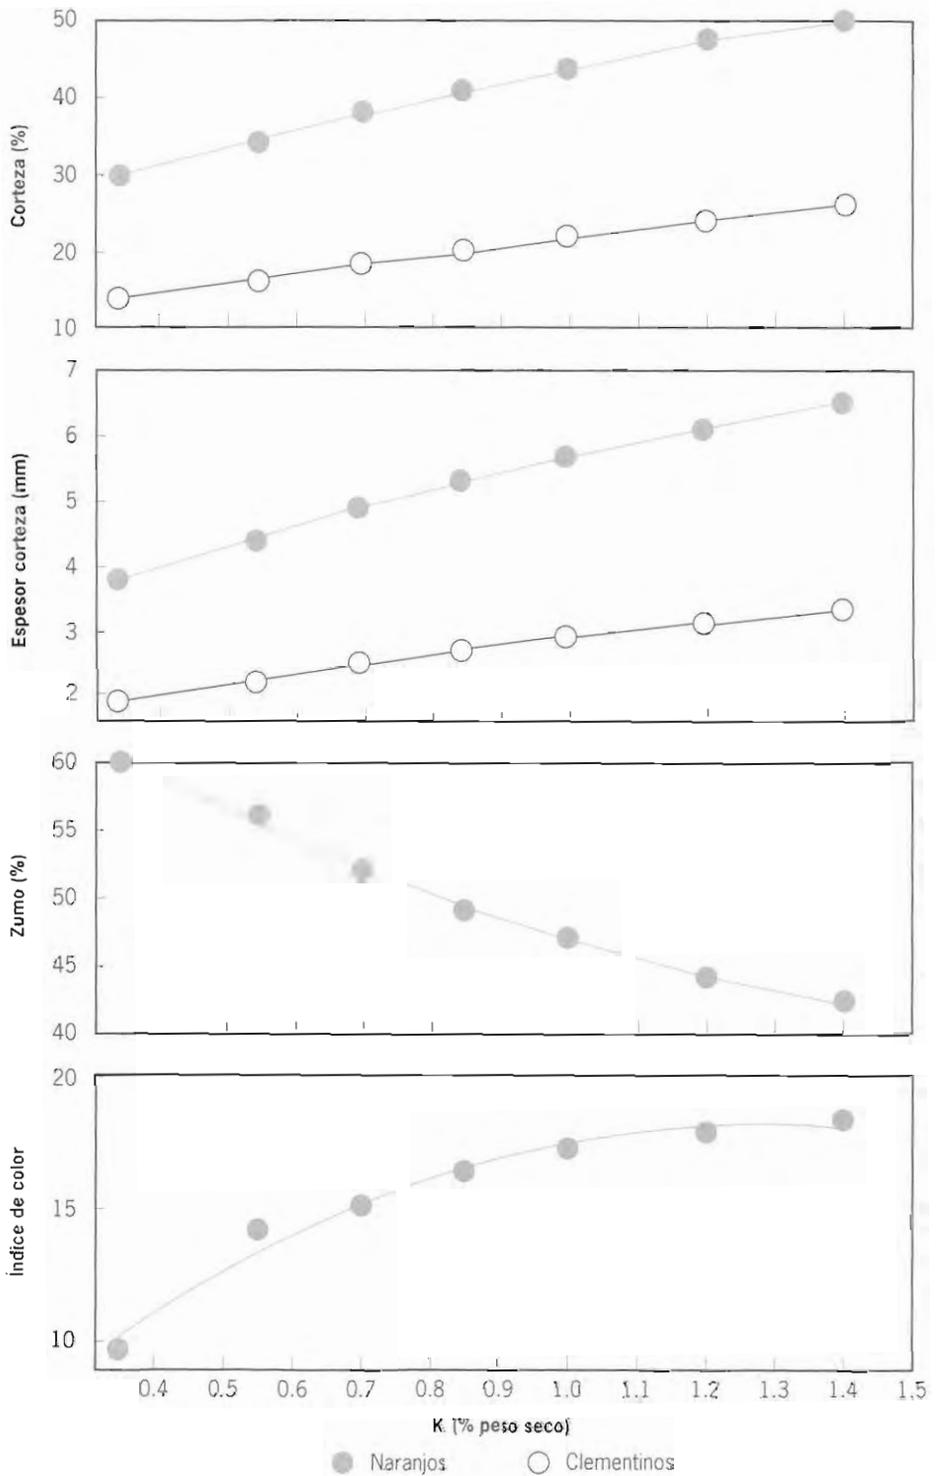 Corteza (%)
50
40
30
20
10
Espesor corteza (mm)
7
6
5
4
3
2
Zumo (%)
60
55
50
45
40
Índice de color
20
15
10
0.4 0.5 0.6 0.7 0.8 0.9 1.0 1.1 1.2 1.3 1.4 1.5
K (% peso seco)
Naranjos Clementinos